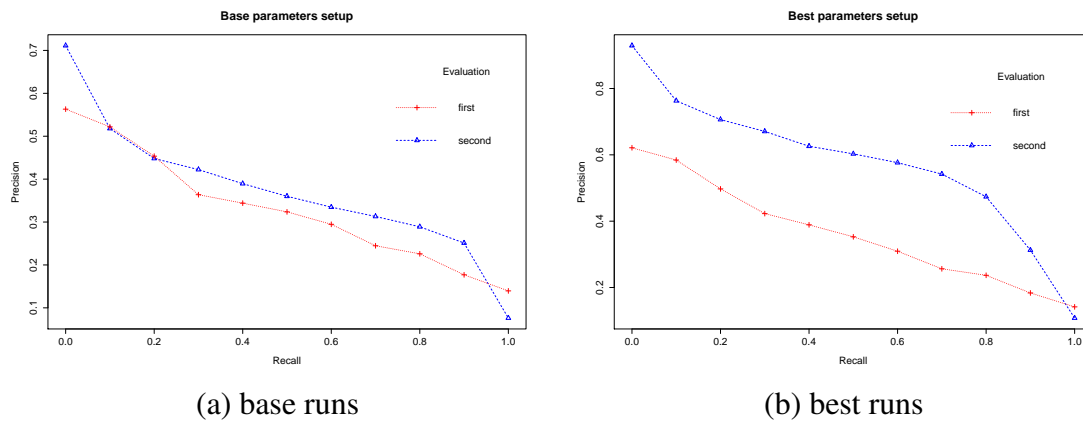 Base parameters setup
Evaluation
first
second
Precision
0.1
0.2
0.3
0.4
0.5
0.6
0.7
0.0
0.2
0.4
0.6
0.8
1.0
Recall
(a) base runs
Best parameters setup
Evaluation
first
second
Precision
0.2
0.4
0.6
0.8
0.0
0.2
0.4
0.6
0.8
1.0
Recall
(b) best runs